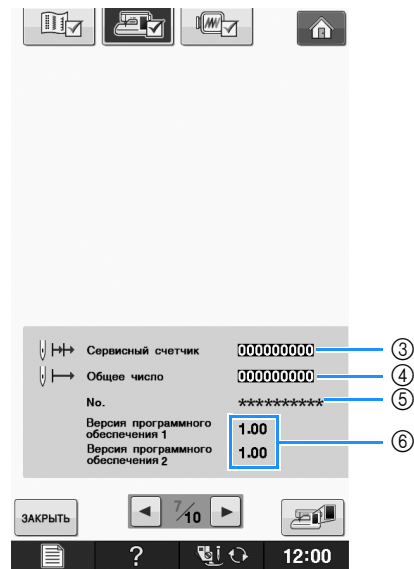 Сервисный счетчик 000000000 ③
Общее число 000000000 ④
No. ********** ⑤
Версия программного
обеспечения 1 1.00
⑥
Версия программного
обеспечения 2 1.00
ЗАКРЫТЬ 7/10
? 12:00